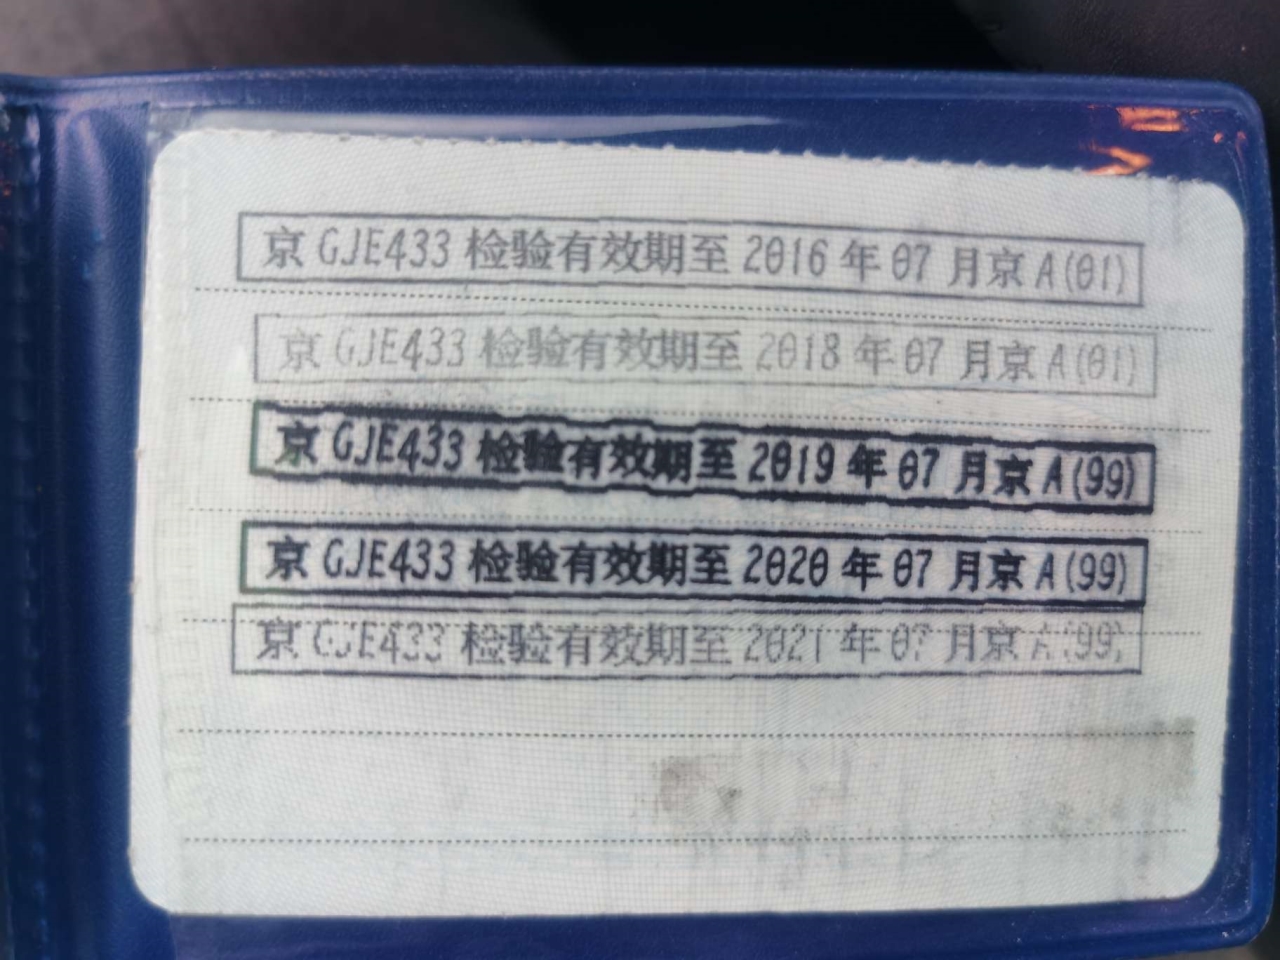 京 GJE433 检验有效期至 2016 年 07 月京 A(01)
京 GJE433 检验有效期至 2018 年 07 月京 A(01)
京 GJE433 检验有效期至 2019 年 07 月京 A(99)
京 GJE433 检验有效期至 2020 年 07 月京 A(99)
京 GJE433 检验有效期至 2021 年 07 月京 A(99)